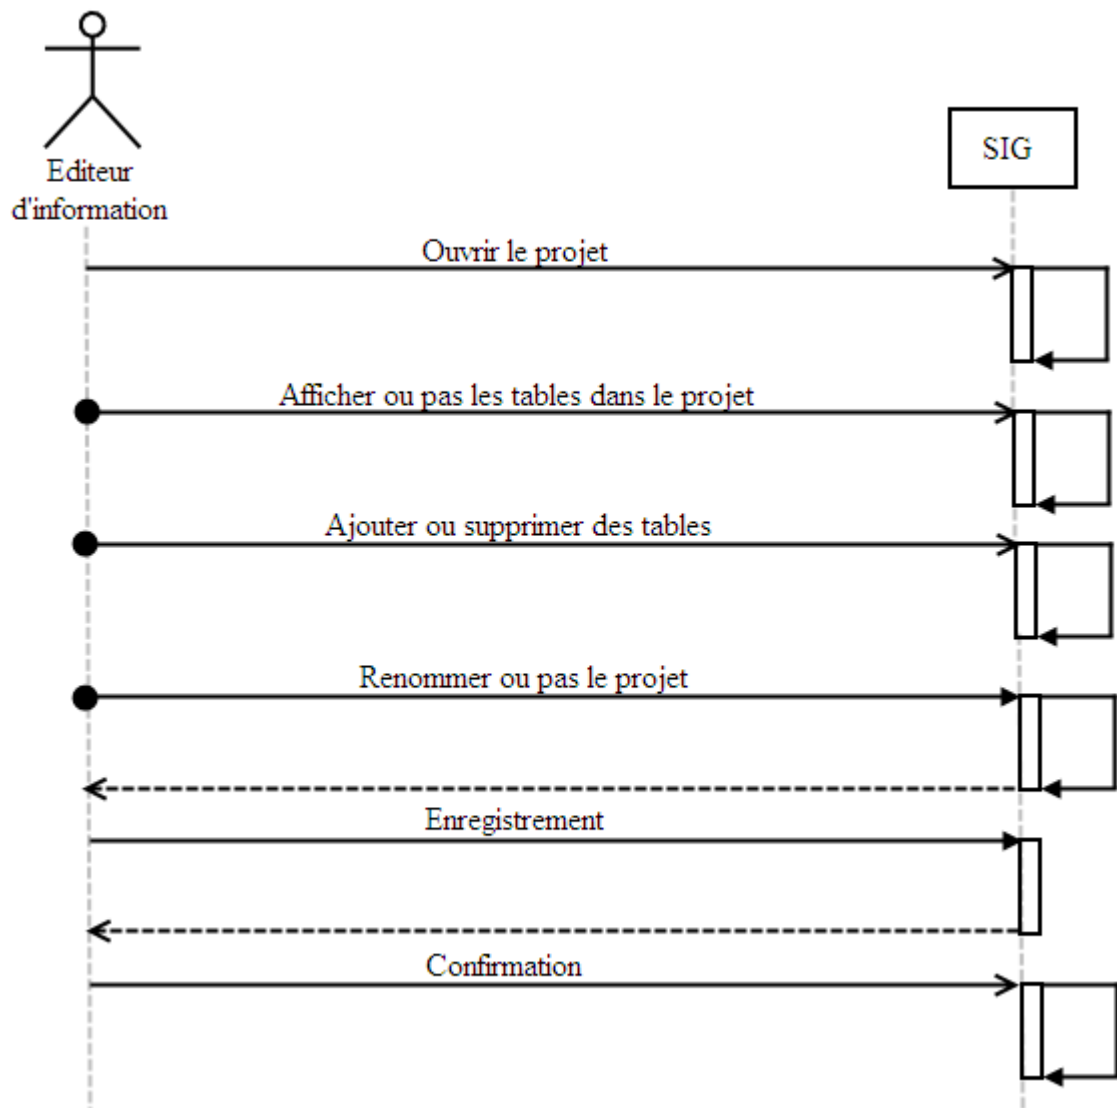 Editeur
d'information
SIG
Ouvrir le projet
Afficher ou pas les tables dans le projet
Ajouter ou supprimer des tables
Renommer ou pas le projet
Enregistrement
Confirmation